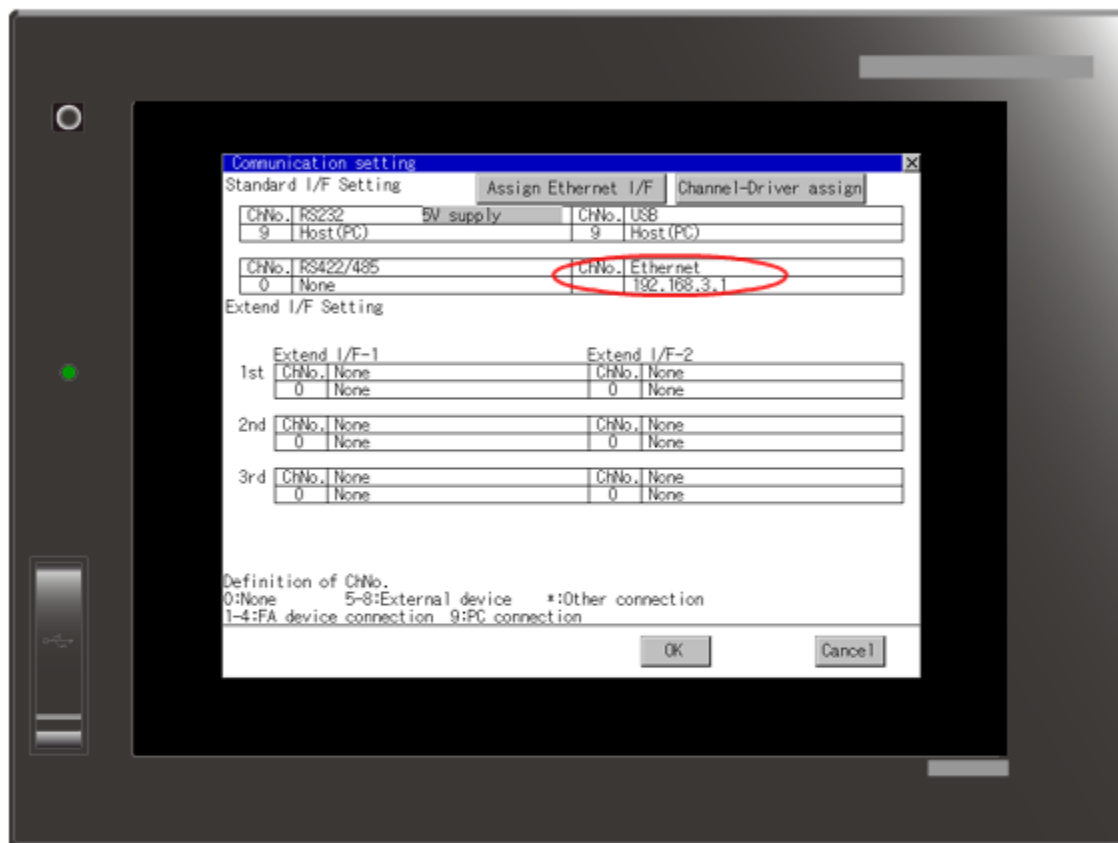 Communication setting
Standard I/F Setting Assign Ethernet I/F Channel-Driver assign
ChNo. RS232 5V supply ChNo. USB
9 Host(PC) 9 Host(PC)
ChNo. RS422/485 ChNo. Ethernet
0 None 192.168.3.1
Extend I/F Setting
Extend I/F-1 Extend I/F-2
1st ChNo. None ChNo. None
0 None 0 None
2nd ChNo. None ChNo. None
0 None 0 None
3rd ChNo. None ChNo. None
0 None 0 None
Definition of ChNo.
0:None 5-8:External device *:Other connection
1-4:FA device connection 9:PC connection
OK Cancel